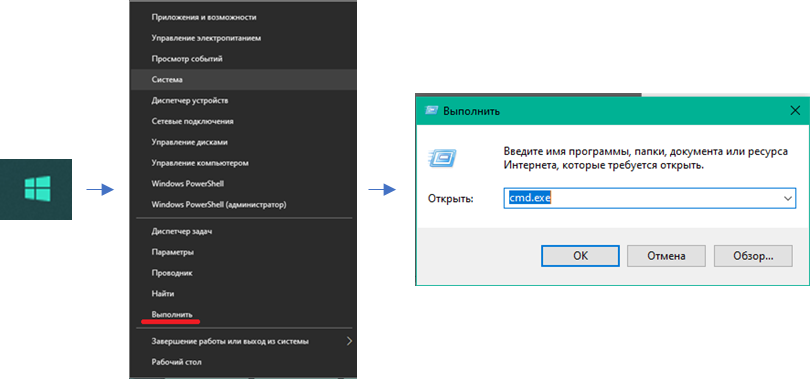 Приложения и возможности
Управление электропитанием
Просмотр событий
Система
Диспетчер устройств
Сетевые подключения
Управление дисками
Управление компьютером
Windows PowerShell
Windows PowerShell (администратор)
Диспетчер задач
Параметры
Проводник
Найти
Выполнить
Завершение работы или выход из системы
Рабочий стол
Выполнить
Введите имя программы, папки, документа или ресурса
Интернета, которые требуется открыть.
Открыть: cmd.exe
ОК Отмена Обзор...